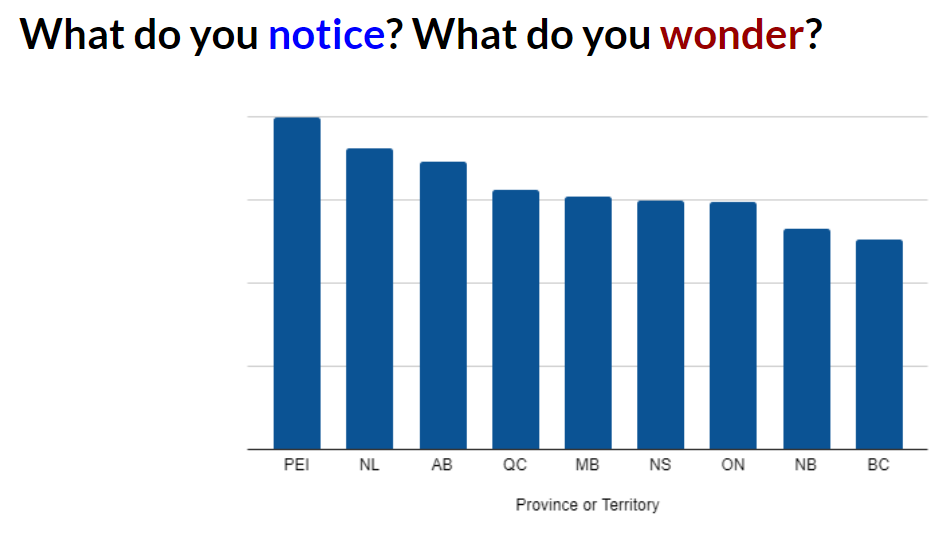 What do you notice? What do you wonder?
PEI NL AB QC MB NS ON NB BC
Province or Territory